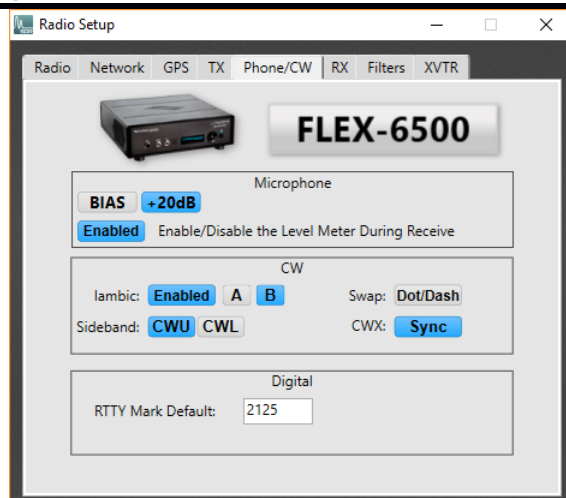 Radio Setup
Radio Network GPS TX Phone/CW RX Filters XVTR
FLEX-6500
Microphone
BIAS +20dB
Enabled Enable/Disable the Level Meter During Receive
CW
Iambic: Enabled A B Swap: Dot/Dash
Sideband: CWU CWL CWX: Sync
Digital
RTTY Mark Default: 2125